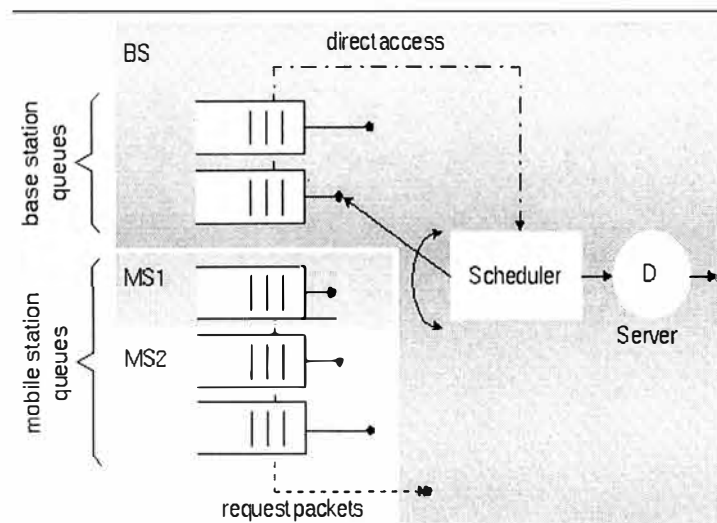 direct access
BS
base station
queues
Scheduler
D
Server
MS1
MS2
mobile station
queues
request packets